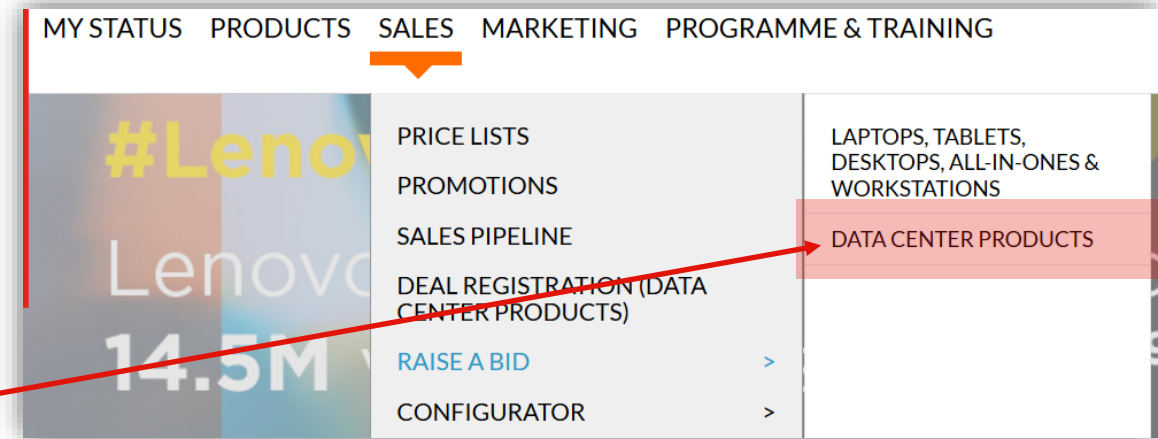 MY STATUS PRODUCTS SALES MARKETING PROGRAMME & TRAINING
#Lenov
Lenovo
14.5M
PRICE LISTS
PROMOTIONS
SALES PIPELINE
DEAL REGISTRATION (DATA
CENTER PRODUCTS)
RAISE A BID >
CONFIGURATOR >
LAPTOPS, TABLETS,
DESKTOPS, ALL-IN-ONES &
WORKSTATIONS
DATA CENTER PRODUCTS